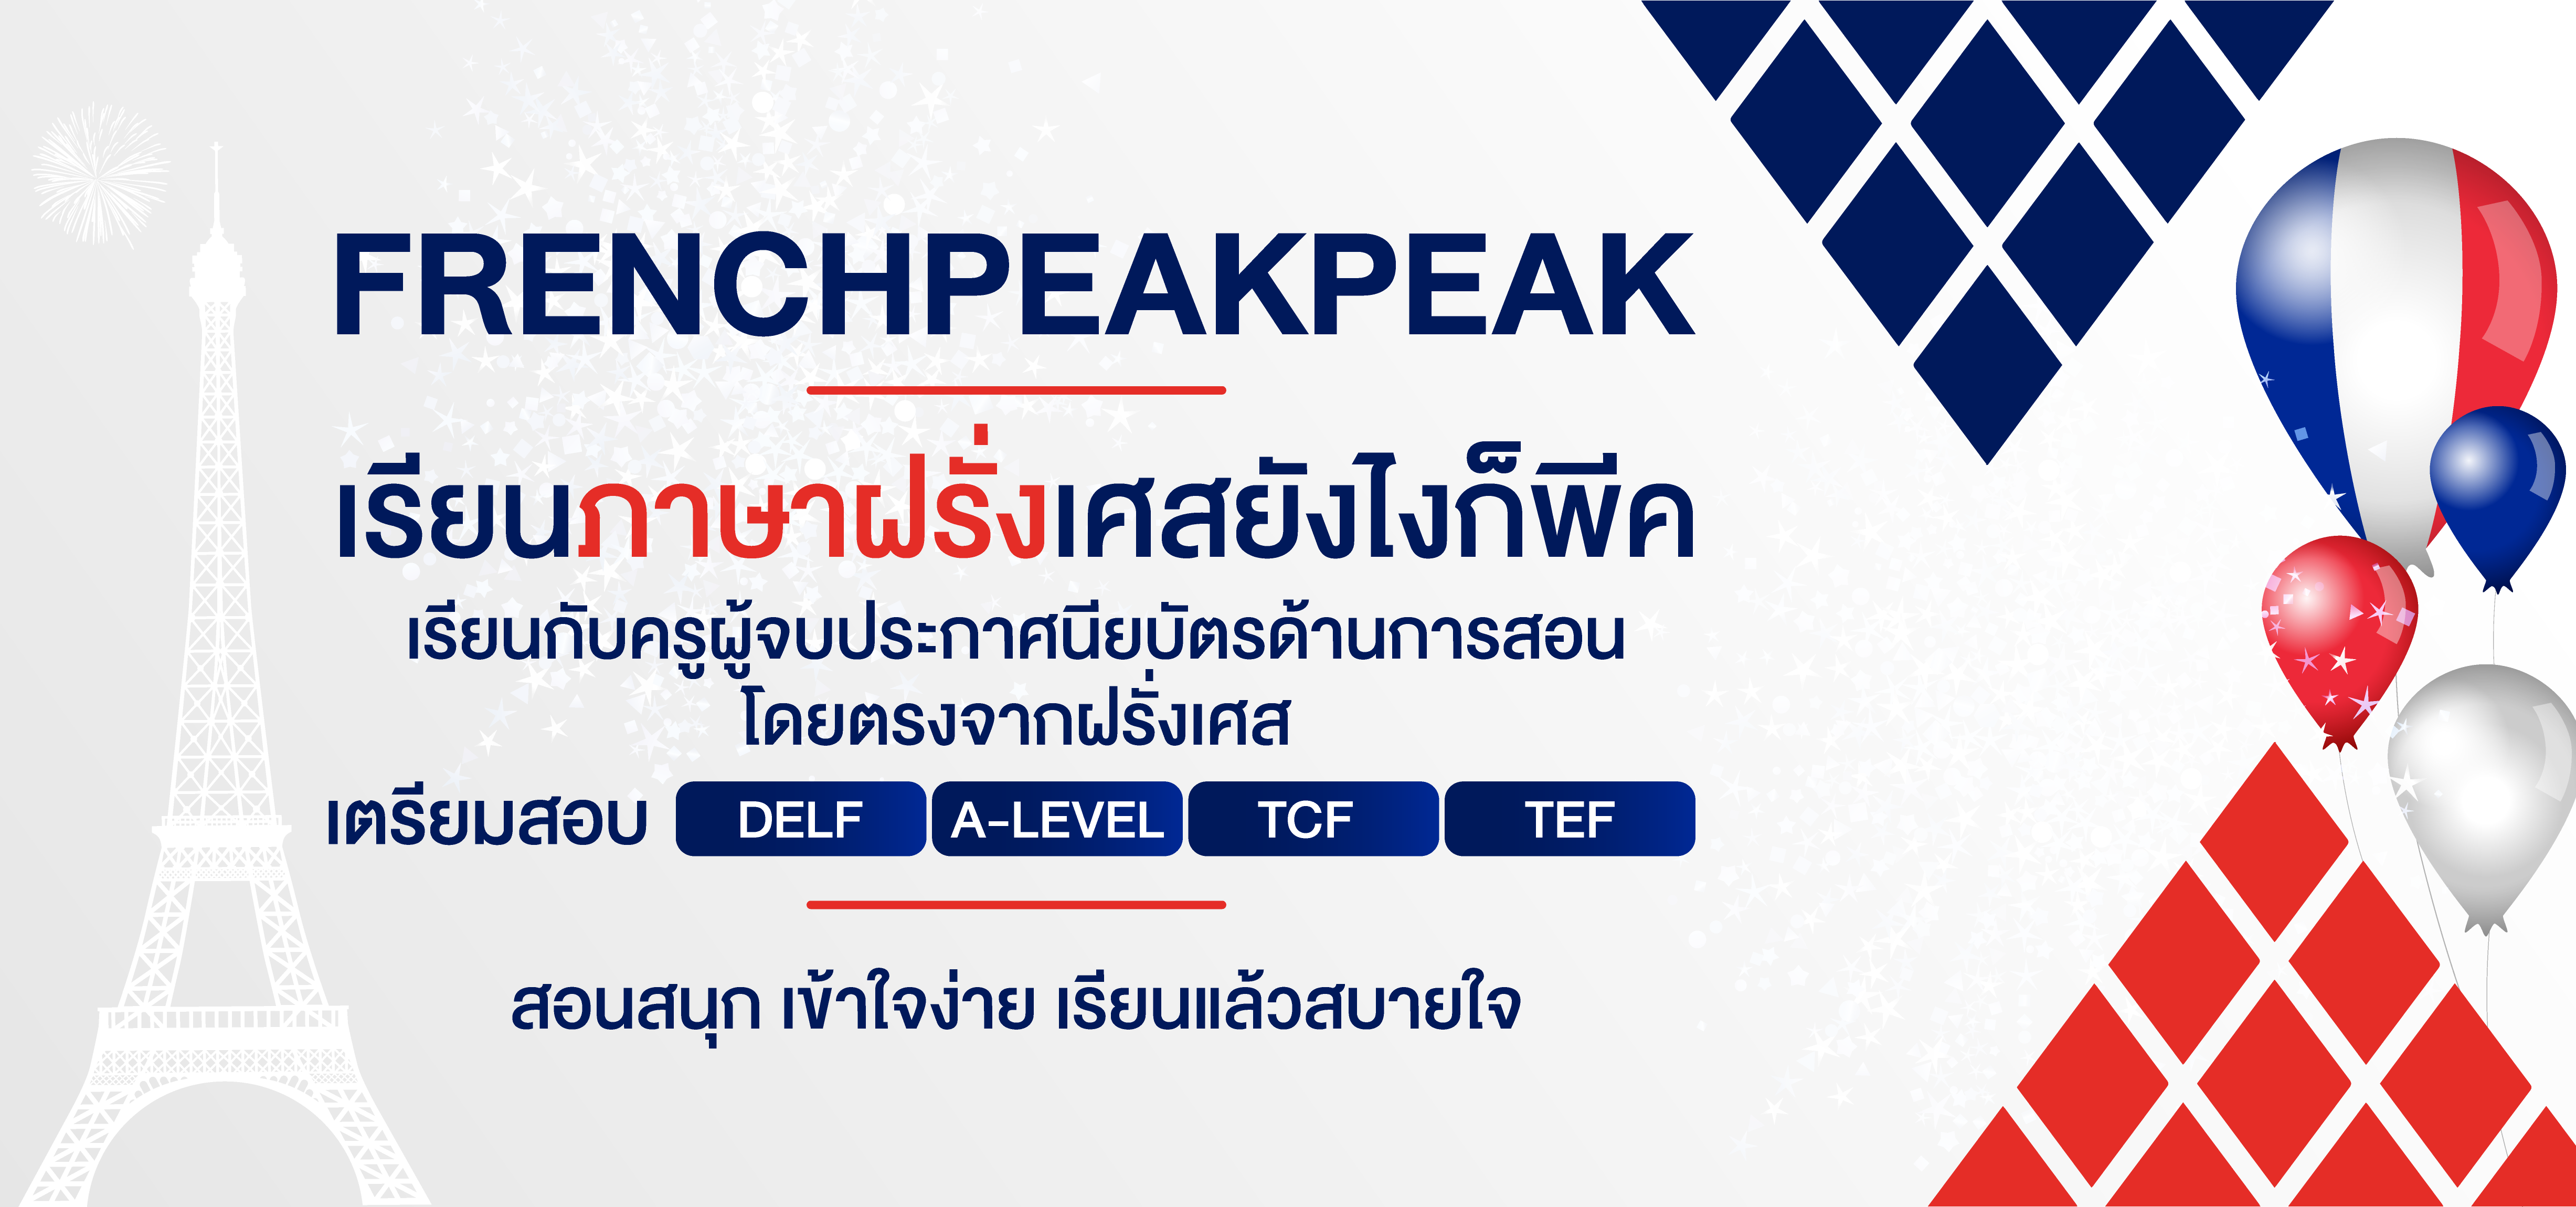 FRENCHPEAKPEAK
เรียนภาษาฝรั่งเศสยังไงก็พีค
เรียนกับครูผู้จบประกาศนียบัตรด้านการสอน
โดยตรงจากฝรั่งเศส
เตรียมสอบ DELF A-LEVEL TCF TEF
สอนสนุก เข้าใจง่าย เรียนแล้วสบายใจ